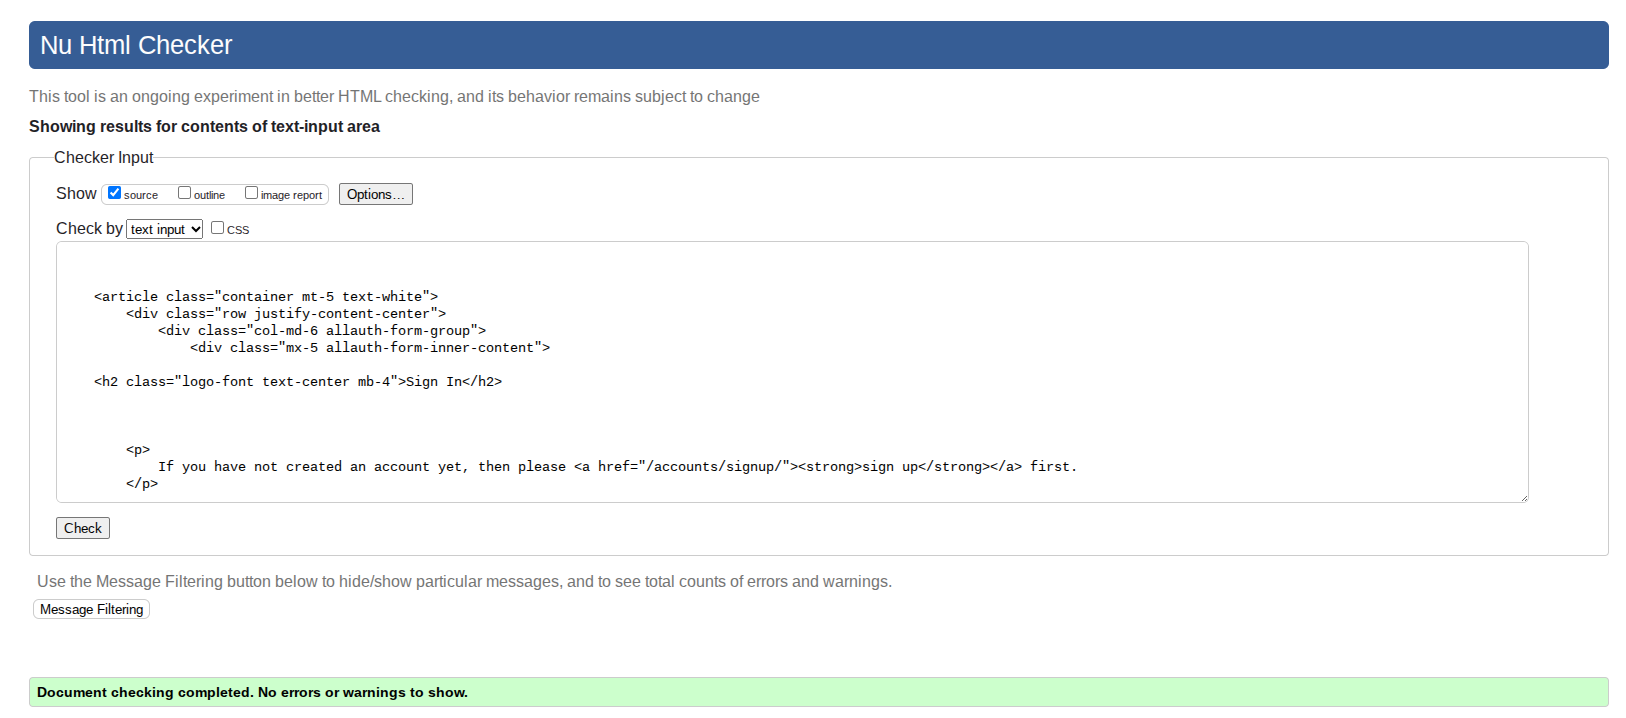 Nu Html Checker
This tool is an ongoing experiment in better HTML checking, and its behavior remains subject to change
Showing results for contents of text-input area
Checker Input
Show source outline image report Options...
Check by text input CSS
<article class="container mt-5 text-white">
<div class="row justify-content-center">
<div class="col-md-6 allauth-form-group">
<div class="mx-5 allauth-form-inner-content">
<h2 class="logo-font text-center mb-4">Sign In</h2>
<p>
If you have not created an account yet, then please <a href="/accounts/signup/"><strong>sign up</strong></a> first.
</p>
Check
Use the Message Filtering button below to hide/show particular messages, and to see total counts of errors and warnings.
Message Filtering
Document checking completed. No errors or warnings to show.